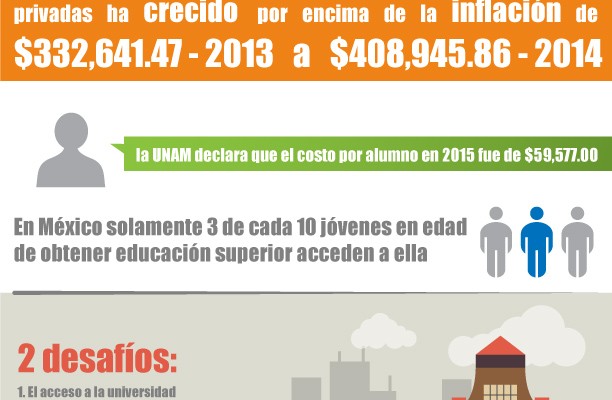 privadas ha crecido por encima de la inflación de
$332,641.47 - 2013 a $408,945.86 - 2014
la UNAM declara que el costo por alumno en 2015 fue de $59,577.00
En México solamente 3 de cada 10 jóvenes en edad
de obtener educación superior acceden a ella
2 desafíos:
1. El acceso a la universidad